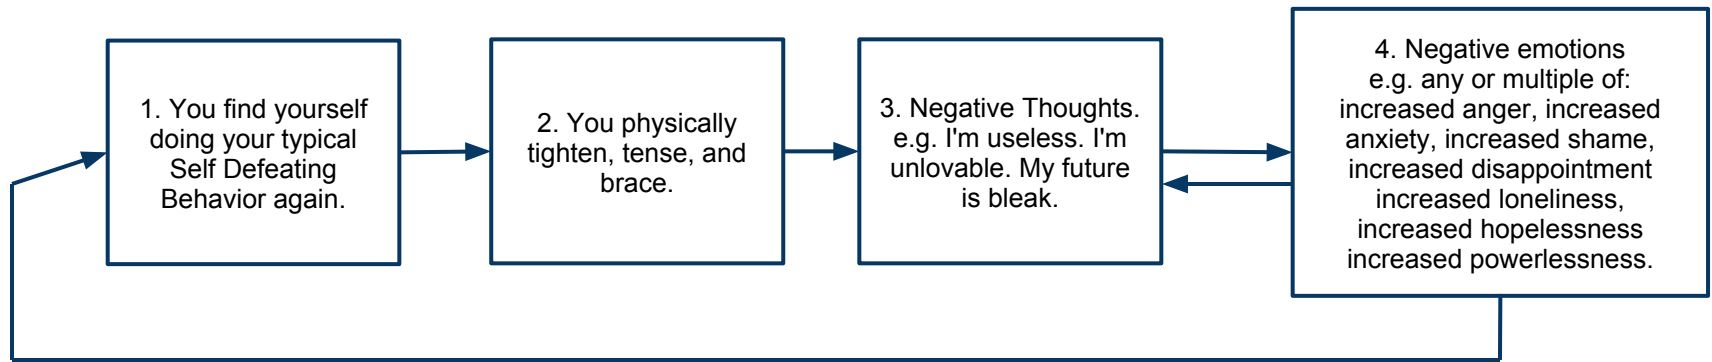 1. You find yourself
doing your typical
Self Defeating
Behavior again.
2. You physically
tighten, tense, and
brace.
3. Negative Thoughts.
e.g. I'm useless. I'm
unlovable. My future
is bleak.
4. Negative emotions
e.g. any or multiple of:
increased anger, increased
anxiety, increased shame,
increased disappointment
increased loneliness,
increased hopelessness
increased powerlessness.